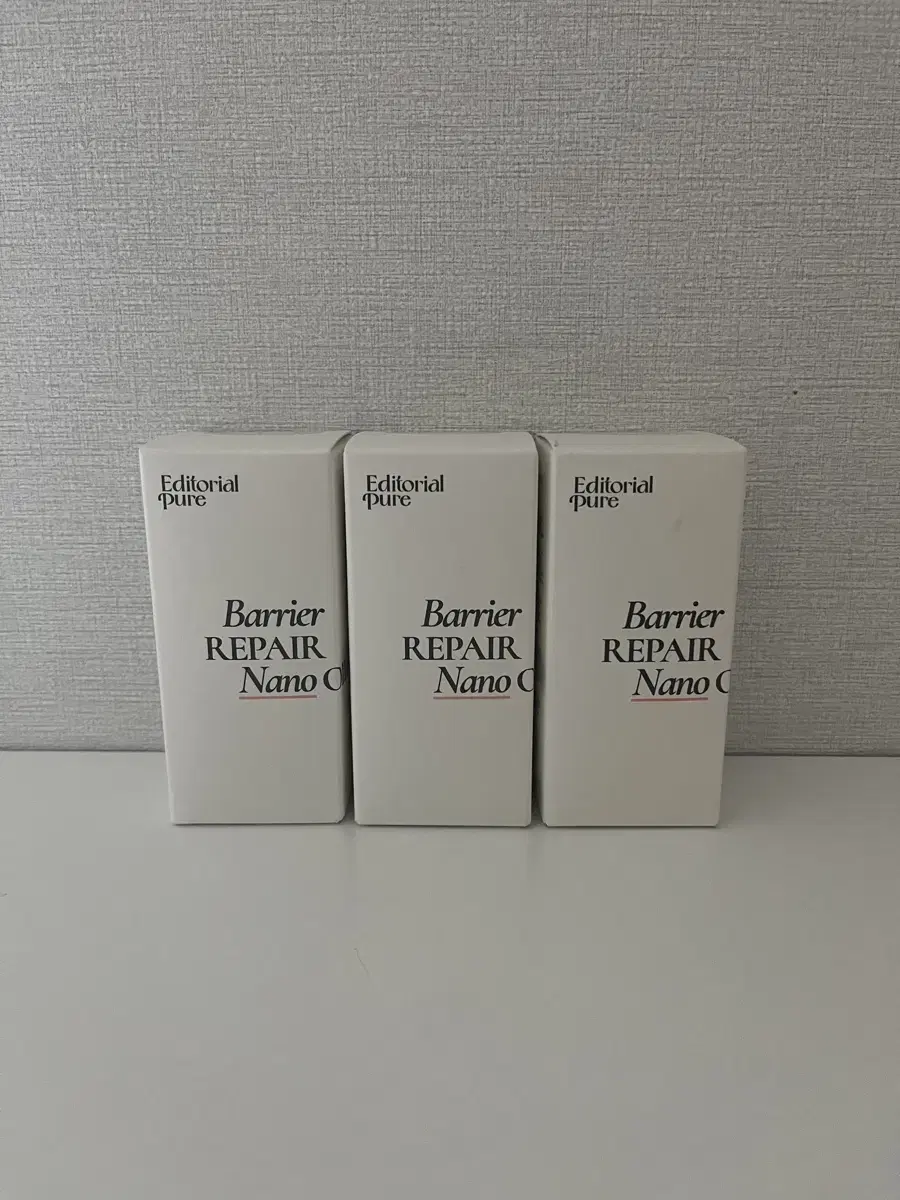 Editorial
Pure
Barrier
REPAIR
Nano
Editorial
Pure
Barrier
REPAIR
Nano
Editorial
Pure
Barrier
REPAIR
Nano